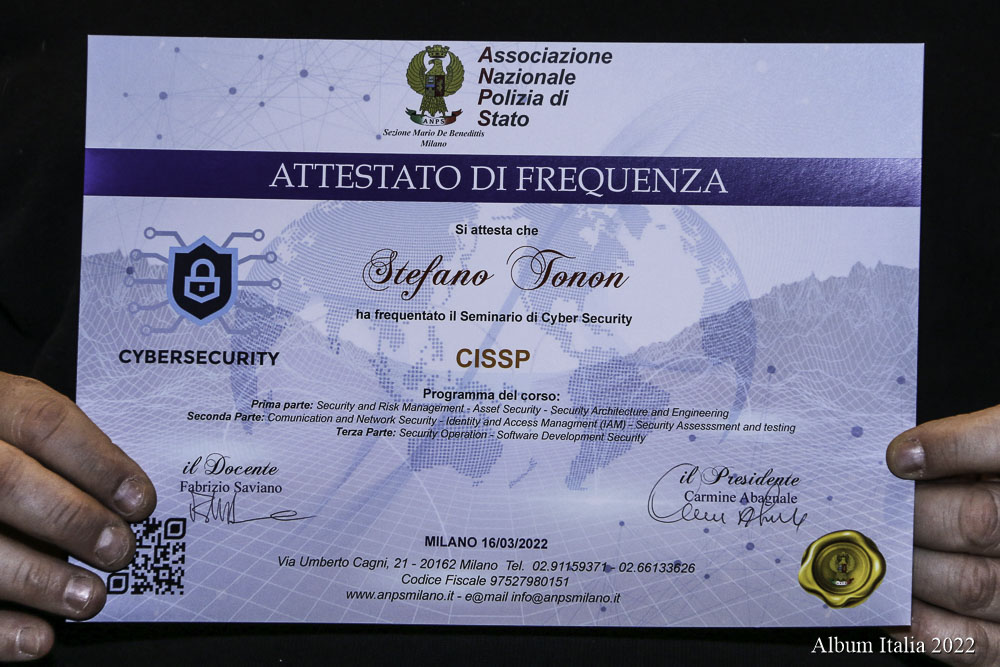 Associazione
Nazionale
Polizia di
Stato
ANPS
Sezione Mario De Benedittis
Milano
ATTESTATO DI FREQUENZA
Si attesta che
Stefano Tonon
ha frequentato il Seminario di Cyber Security
CYBERSECURITY
CISSP
Programma del corso:
Prima parte: Security and Risk Management - Asset Security - Security Architecture and Engineering
Seconda Parte: Comunication and Network Security - Identity and Access Managment (IAM) - Security Assesssment and testing
Terza Parte: Security Operation - Software Development Security
il Docente
Fabrizio Saviano
il Presidente
Carmine Abagnale
MILANO 16/03/2022
Via Umberto Cagni, 21 - 20162 Milano Tel. 02.91159371 - 02.66133626
Codice Fiscale 97527980151
www.anpsmilano.it - e@mail info@anpsmilano.it
Album Italia 2022